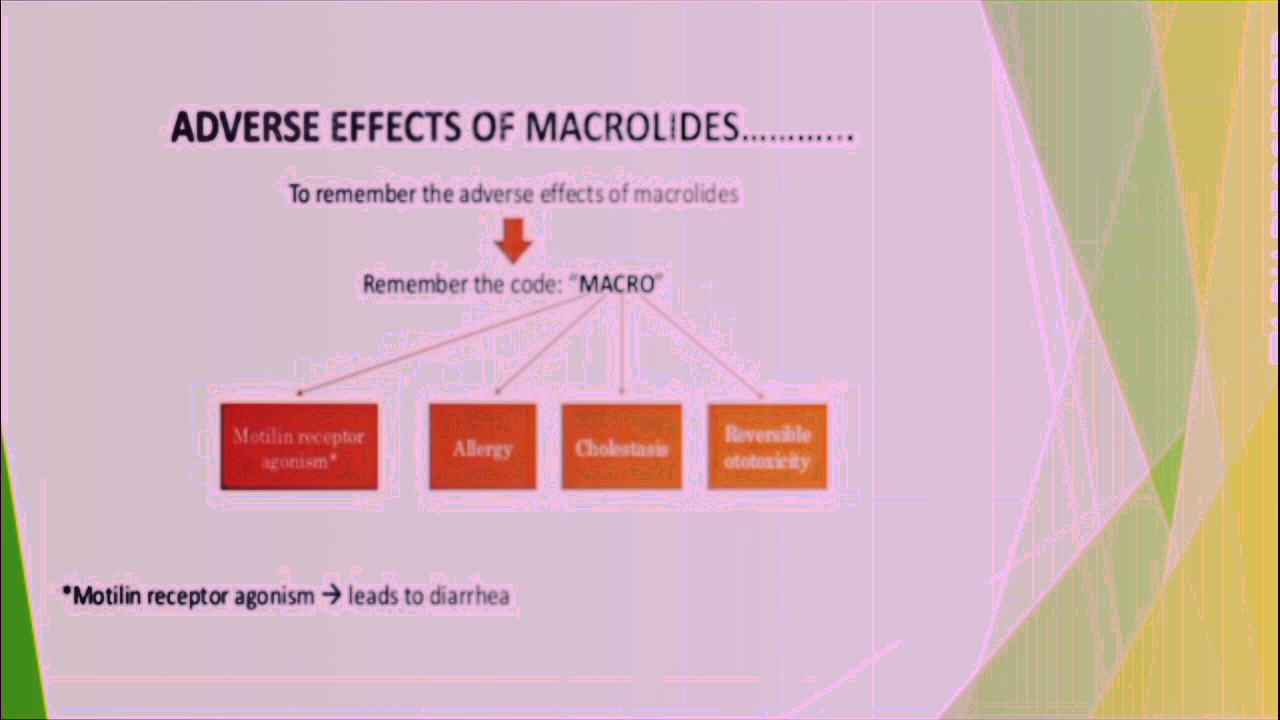 ADVERSE EFFECTS OF MACROLIDES............
To remember the adverse effects of macrolides
Remember the code: "MACRO"
Motilin receptor
agonism*
Allergy
Cholestasis
Reversible
ototoxicity
*Motilin receptor agonism → leads to diarrhea